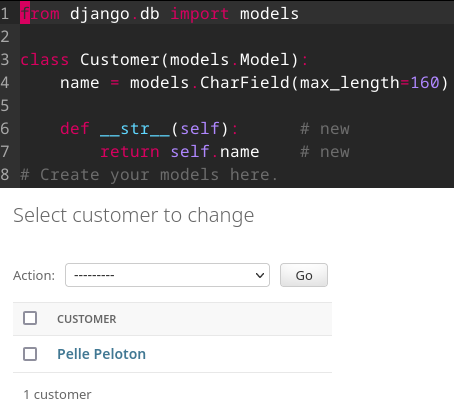 1 from django.db import models
2
3 class Customer(models.Model):
4     name = models.CharField(max_length=160)
5
6     def __str__(self):      # new
7         return self.name    # new
8 # Create your models here.
Select customer to change
Action: --------- Go
CUSTOMER
Pelle Peloton
1 customer